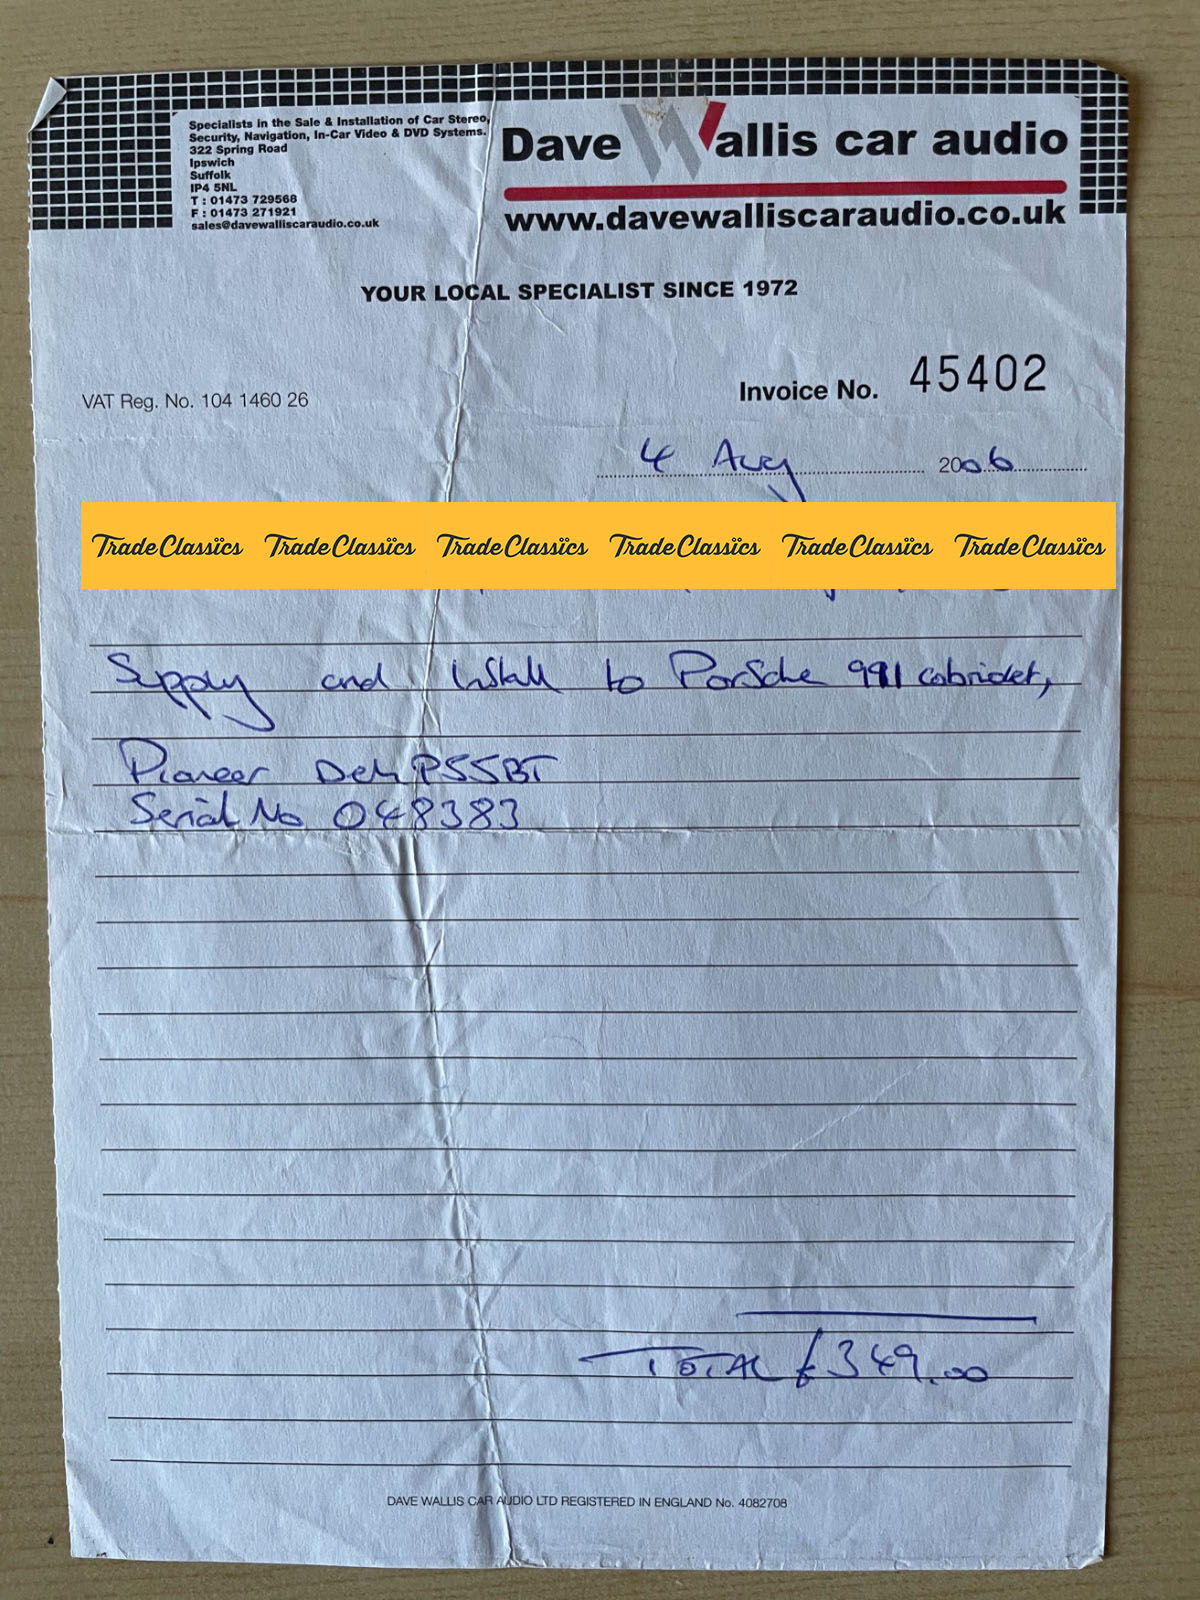 Specialists in the Sale & Installation of Car Stereo,
Security, Navigation, In-Car Video & DVD Systems.
322 Spring Road
Ipswich
Suffolk
IP4 5NL
T : 01473 729568
F : 01473 271921
sales@davewalliscaraudio.co.uk
Dave Wallis car audio
www.davewalliscaraudio.co.uk
YOUR LOCAL SPECIALIST SINCE 1972
VAT Reg. No. 104 1460 26
Invoice No. 45402
4 Aug 2006
Trade Classics Trade Classics Trade Classics Trade Classics Trade Classics Trade Classics
Supply and install to Porsche 911 cabriolet,
Pioneer Deh P55BT
Serial No 048383
TOTAL £349.00
DAVE WALLIS CAR AUDIO LTD REGISTERED IN ENGLAND No. 4082708